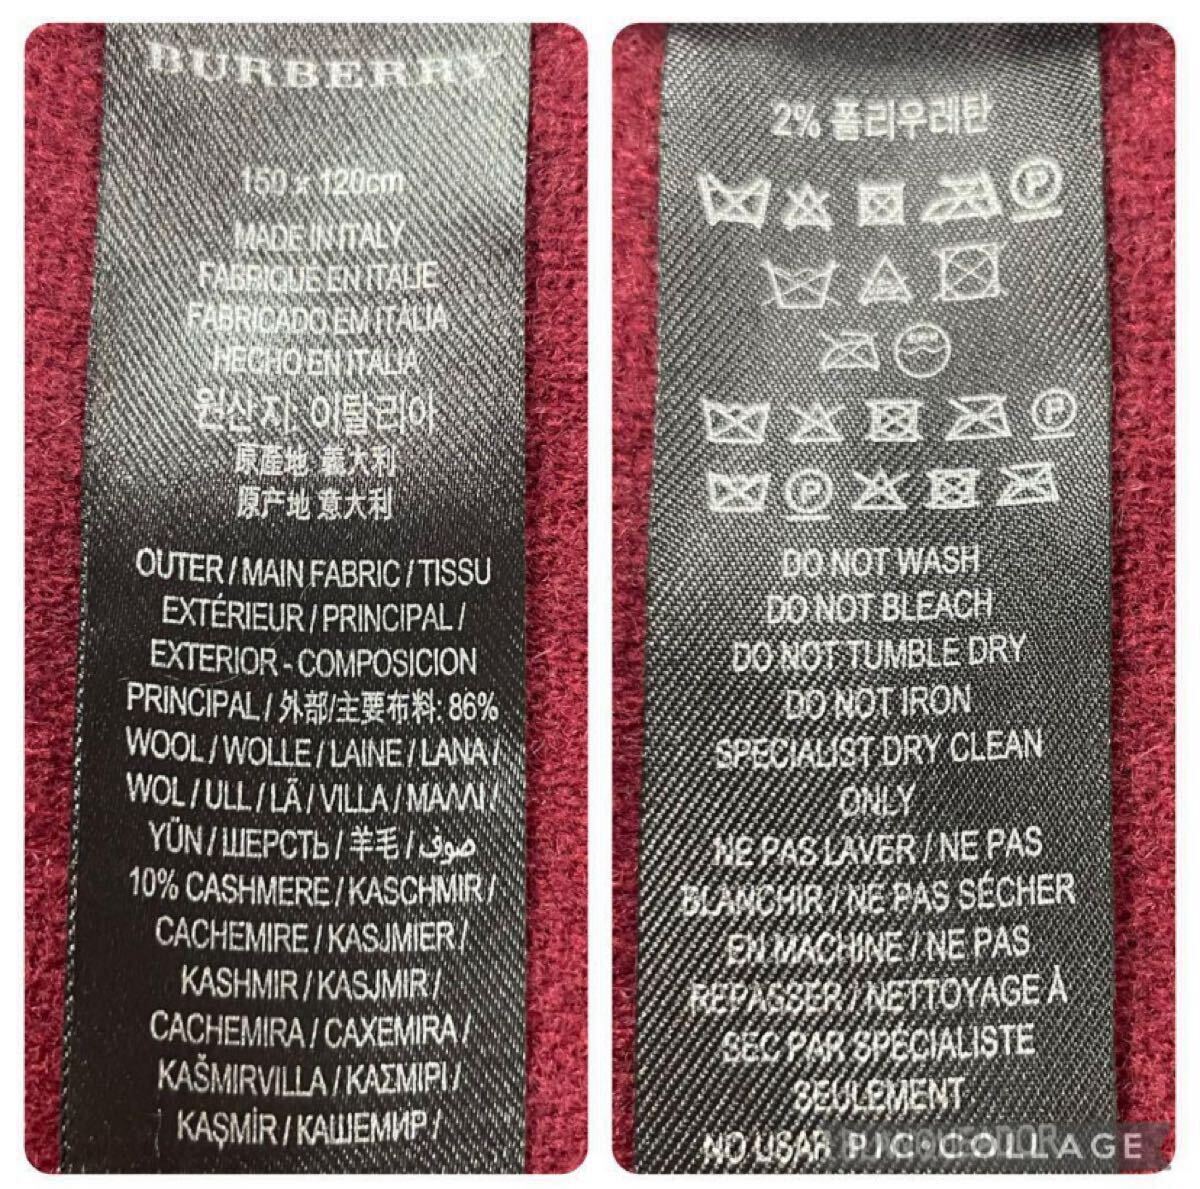 BURBERRY
150 x 120cm
MADE IN ITALY
FABRIQUE EN ITALIE
FABRICADO EM ITÁLIA
HECHO EN ITALIA
원산지: 이탈리아
原產地 義大利
原产地 意大利
OUTER / MAIN FABRIC / TISSU
EXTÉRIEUR / PRINCIPAL /
EXTERIOR - COMPOSICION
PRINCIPAL / 外部/主要布料: 86%
WOOL / WOLLE / LAINE / LANA /
WOL / ULL / LÃ / VILLA / ΜΑΛΛΙ /
YÜN / ШЕРСТЬ / 羊毛 / صوف
10% CASHMERE / KASCHMIR /
CACHEMIRE / KASJMIER /
KASHMIR / KASJMIR /
CACHEMIRA / CAXEMIRA /
KAŠMIRVILLA / ΚΑΣΜΙΡΙ /
KAŞMİR / КАШЕМИР /
2% 폴리우레탄
P
P
P
DO NOT WASH
DO NOT BLEACH
DO NOT TUMBLE DRY
DO NOT IRON
SPECIALIST DRY CLEAN
ONLY
NE PAS LAVER / NE PAS
BLANCHIR / NE PAS SÉCHER
EN MACHINE / NE PAS
REPASSER / NETTOYAGE À
SEC PAR SPÉCIALISTE
SEULEMENT
NO USAR
PIC•COLLAGE